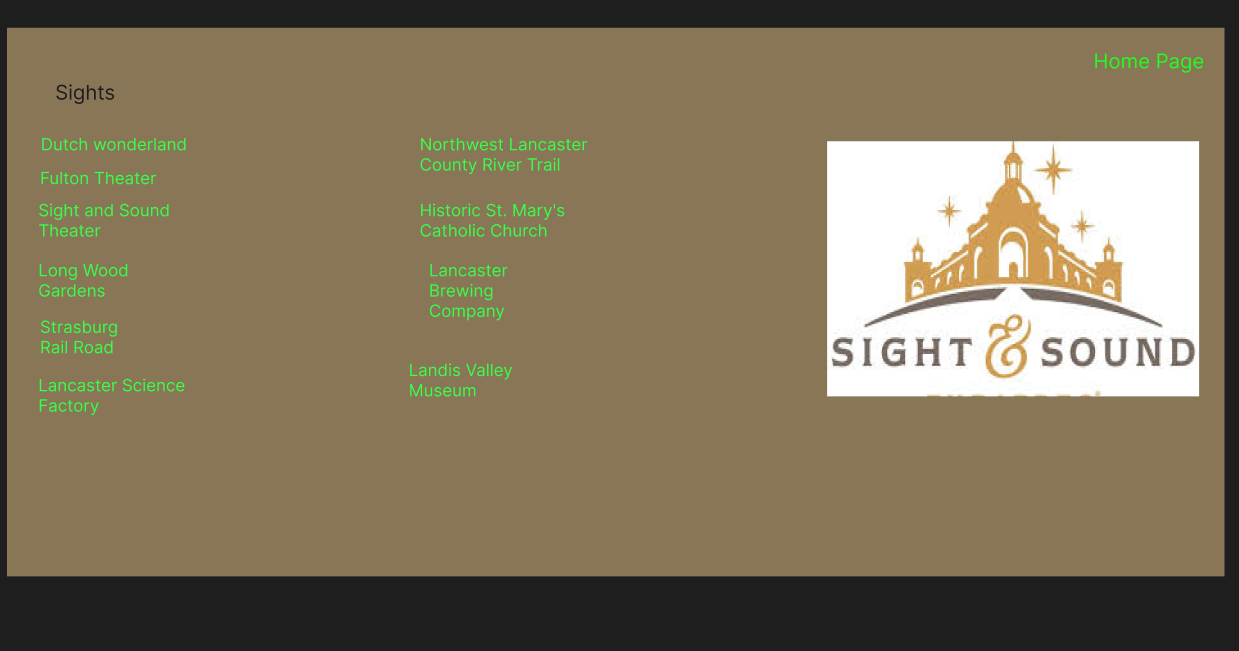 Home Page
Sights
Dutch wonderland
Fulton Theater
Sight and Sound
Theater
Long Wood
Gardens
Strasburg
Rail Road
Lancaster Science
Factory
Northwest Lancaster
County River Trail
Historic St. Mary's
Catholic Church
Lancaster
Brewing
Company
Landis Valley
Museum
SIGHT & SOUND